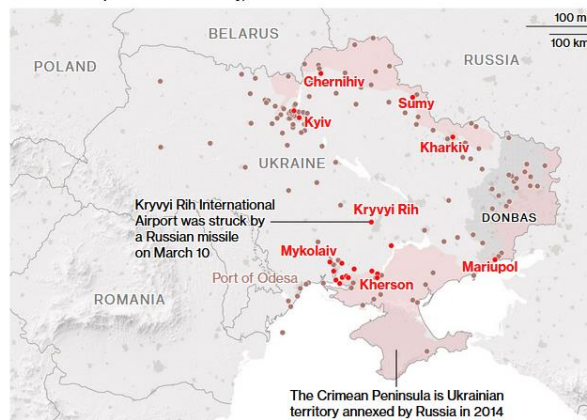 100 m
100 km
BELARUS
POLAND
RUSSIA
Chernihiv
Sumy
Kyiv
Kharkiv
UKRAINE
Kryvyi Rih International
Airport was struck by
a Russian missile
on March 10
Kryvyi Rih
DONBAS
Mykolaiv
Mariupol
Port of Odesa
Kherson
ROMANIA
The Crimean Peninsula is Ukrainian
territory annexed by Russia in 2014